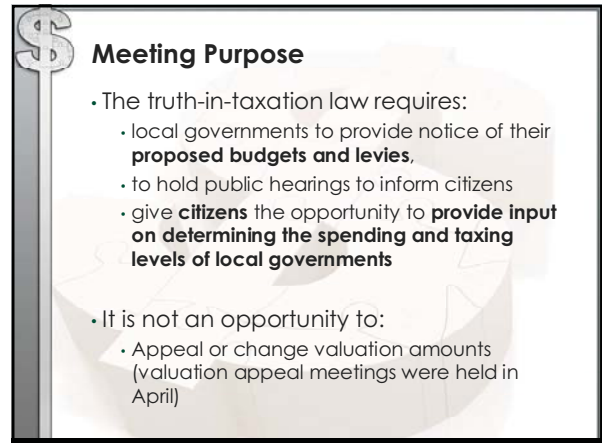 $
Meeting Purpose
• The truth-in-taxation law requires:
• local governments to provide notice of their
proposed budgets and levies,
• to hold public hearings to inform citizens
• give citizens the opportunity to provide input
on determining the spending and taxing
levels of local governments
• It is not an opportunity to:
• Appeal or change valuation amounts
(valuation appeal meetings were held in
April)